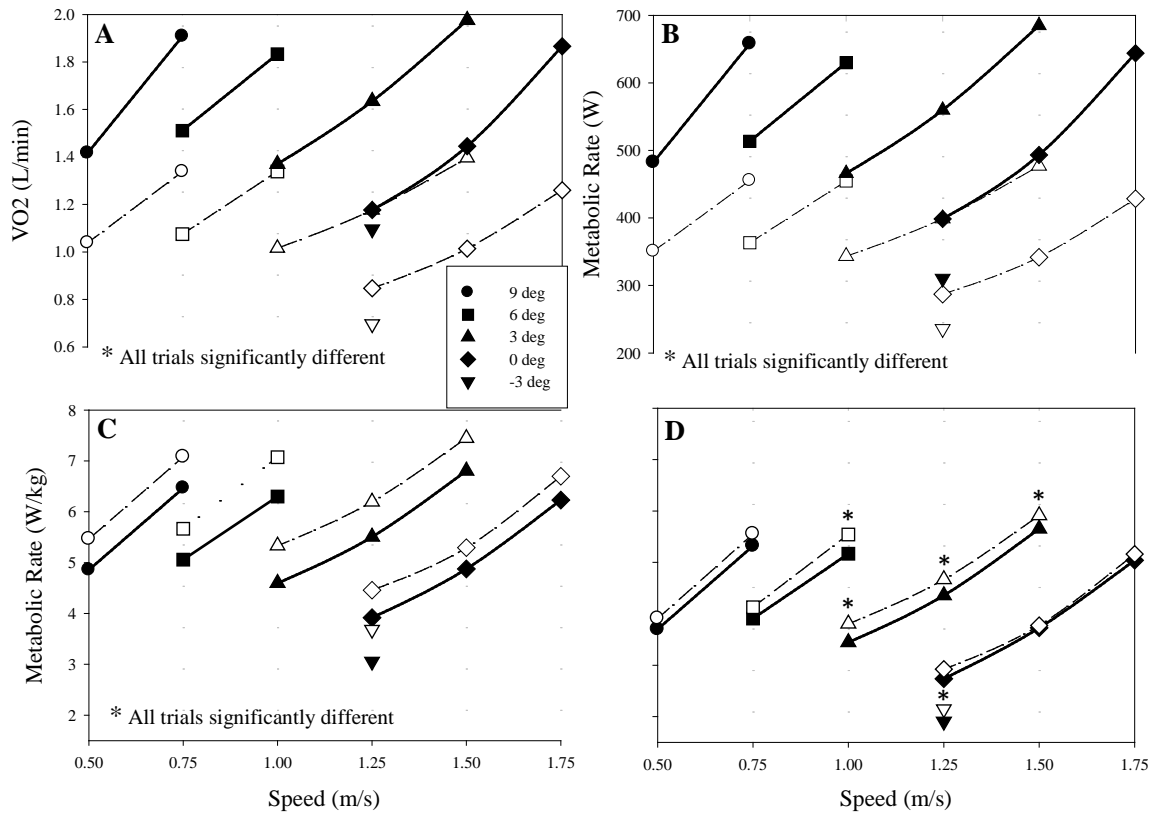 A
VO2 (L/min)
2.0
1.8
1.6
1.4
1.2
1.0
0.8
0.6
* All trials significantly different
B
Metabolic Rate (W)
700
600
500
400
300
200
* All trials significantly different
9 deg
6 deg
3 deg
0 deg
-3 deg
C
Metabolic Rate (W/kg)
8
7
6
5
4
3
2
* All trials significantly different
0.50 0.75 1.00 1.25 1.50 1.75
Speed (m/s)
D
*
*
*
*
*
0.50 0.75 1.00 1.25 1.50 1.75
Speed (m/s)